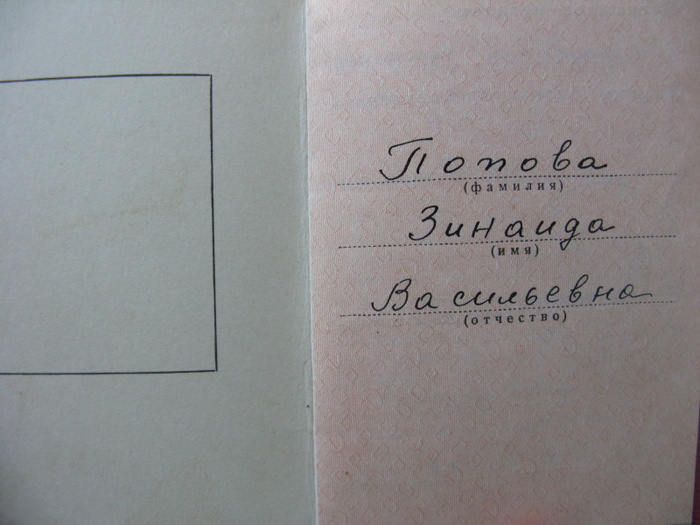 Попова
(фамилия)
Зинаида
(имя)
Васильевна
(отчество)